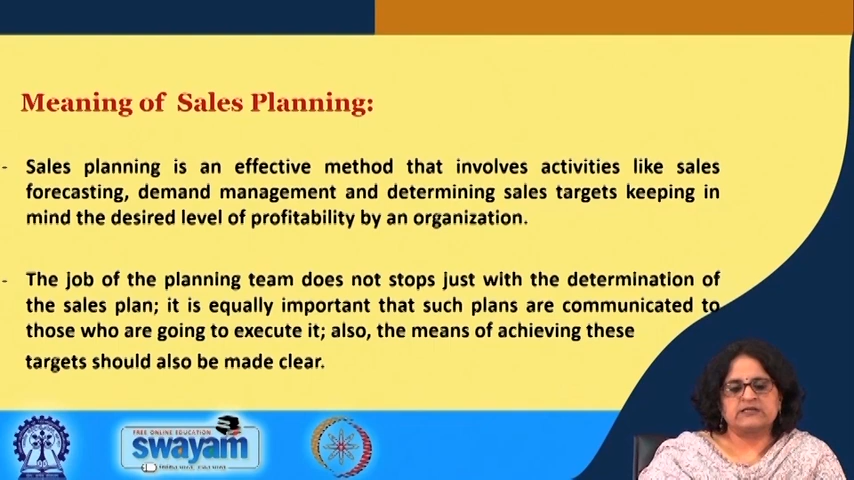 Meaning of Sales Planning:
- Sales planning is an effective method that involves activities like sales
forecasting, demand management and determining sales targets keeping in
mind the desired level of profitability by an organization.
- The job of the planning team does not stops just with the determination of
the sales plan; it is equally important that such plans are communicated to
those who are going to execute it; also, the means of achieving these
targets should also be made clear.
FREE ONLINE EDUCATION
swayam